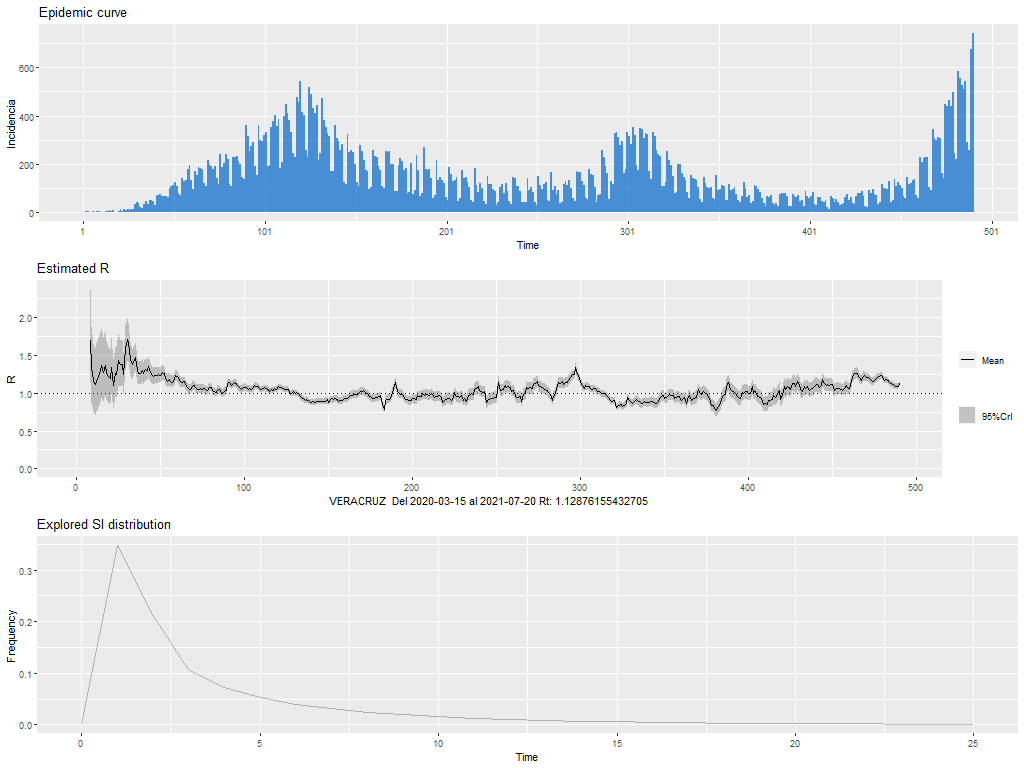 Epidemic curve
Incidencia
600
400
200
0
1
101
201
301
401
501
Time
Estimated R
R
2.0
1.5
1.0
0.5
0.0
0
100
200
300
400
500
VERACRUZ Del 2020-03-15 al 2021-07-20 Rt: 1.12876155432705
Mean
95%CrI
Explored SI distribution
Frequency
0.3
0.2
0.1
0.0
0
5
10
15
20
25
Time